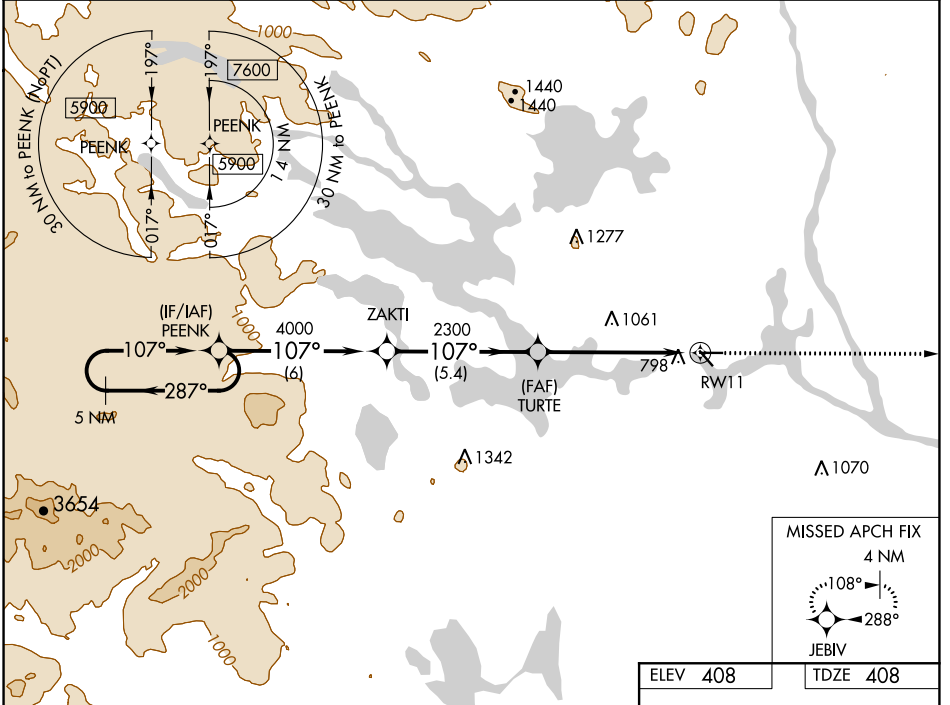 1000
197°
197°
7600
30 NM to PEENK (NoPT)
5900
PEENK
PEENK
5900
14 NM
30 NM to PEENK
017°
017°
1440
1440
1277
(IF/IAF)
PEENK
1000
4000
107°
(6)
ZAKTI
2300
107°
(5.4)
1061
107°
287°
5 NM
(FAF)
TURTE
798
RW11
1342
1070
3654
2000
2000
1000
MISSED APCH FIX
4 NM
108°
288°
JEBIV
ELEV 408
TDZE 408